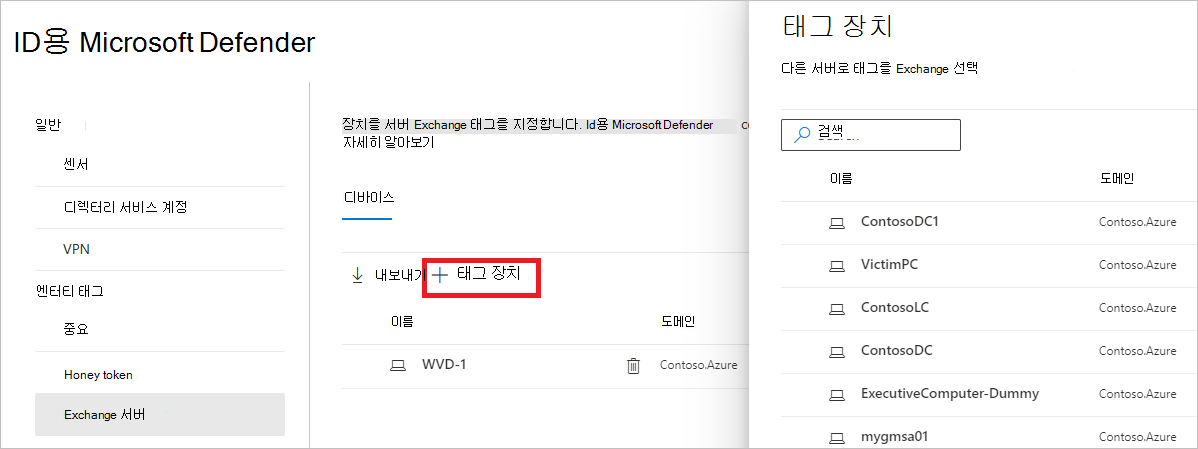 ID용 Microsoft Defender
일반
센서
디렉터리 서비스 계정
VPN
엔터티 태그
중요
Honey token
Exchange 서버
장치를 서버 Exchange 태그를 지정합니다. Id용 Microsoft Defender
자세히 알아보기
디바이스
내보내기
태그 장치
이름 도메인
WVD-1 Contoso.Azure
태그 장치
다른 서버로 태그를 Exchange 선택
검색
이름 도메인
ContosoDC1 Contoso.Azure
VictimPC Contoso.Azure
ContosoLC Contoso.Azure
ContosoDC Contoso.Azure
ExecutiveComputer-Dummy Contoso.Azure
mygmsa01 Contoso.Azure